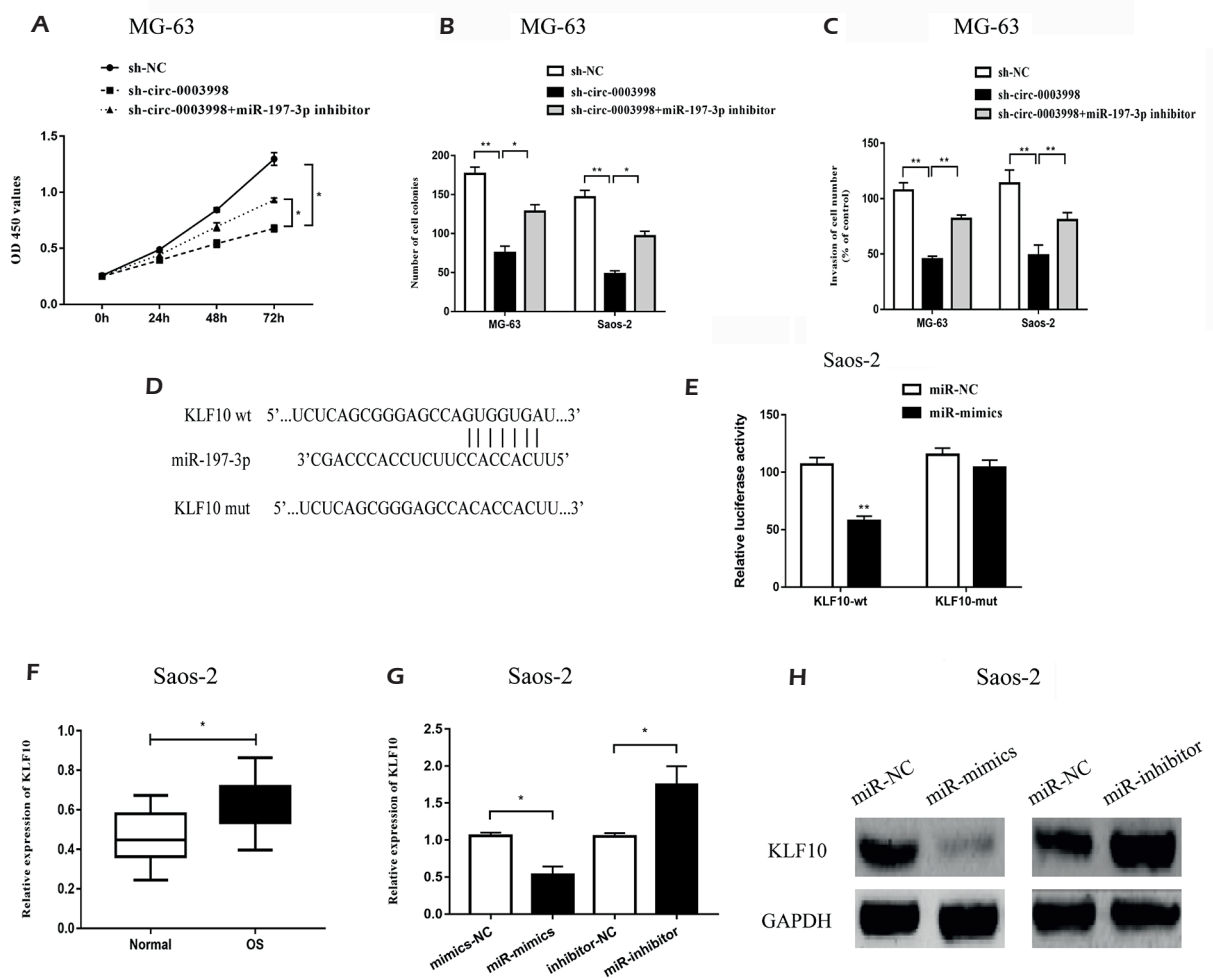 A MG-63
sh-NC
sh-circ-0003998
sh-circ-0003998+miR-197-3p inhibitor
OD 450 values
1.5
1.0
0.5
0.0
0h 24h 48h 72h
*
*
B MG-63
sh-NC
sh-circ-0003998
sh-circ-0003998+miR-197-3p inhibitor
Number of cell colonies
200
150
100
50
0
** *
** *
MG-63 Saos-2
C MG-63
sh-NC
sh-circ-0003998
sh-circ-0003998+miR-197-3p inhibitor
Invasion of cell number
(% of control)
150
100
50
0
** **
** **
MG-63 Saos-2
D
KLF10 wt 5’...UCUCAGCGGGAGCCAGUGGUGAU...3’
miR-197-3p 3’CGACCCACCUCUUCCACCACUU5’
KLF10 mut 5’...UCUCAGCGGGAGCCACACCACUU...3’
Saos-2
E
miR-NC
miR-mimics
Relative luciferase activity
150
100
50
0
**
KLF10-wt KLF10-mut
F Saos-2
Relative expression of KLF10
1.0
0.8
0.6
0.4
0.2
0.0
*
Normal OS
G Saos-2
Relative expression of KLF10
2.5
2.0
1.5
1.0
0.5
0.0
*
*
mimics-NC miR-mimics inhibitor-NC miR-inhibitor
H Saos-2
miR-NC miR-mimics miR-NC miR-inhibitor
KLF10
GAPDH